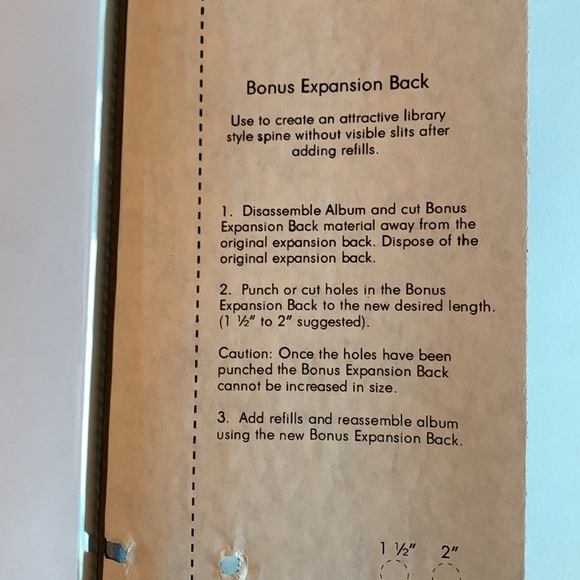 Bonus Expansion Back
Use to create an attractive library
style spine without visible slits after
adding refills.
1. Disassemble Album and cut Bonus
Expansion Back material away from the
original expansion back. Dispose of the
original expansion back.
2. Punch or cut holes in the Bonus
Expansion Back to the new desired length.
(1 ½" to 2" suggested).
Caution: Once the holes have been
punched the Bonus Expansion Back
cannot be increased in size.
3. Add refills and reassemble album
using the new Bonus Expansion Back.
1 ½" 2"